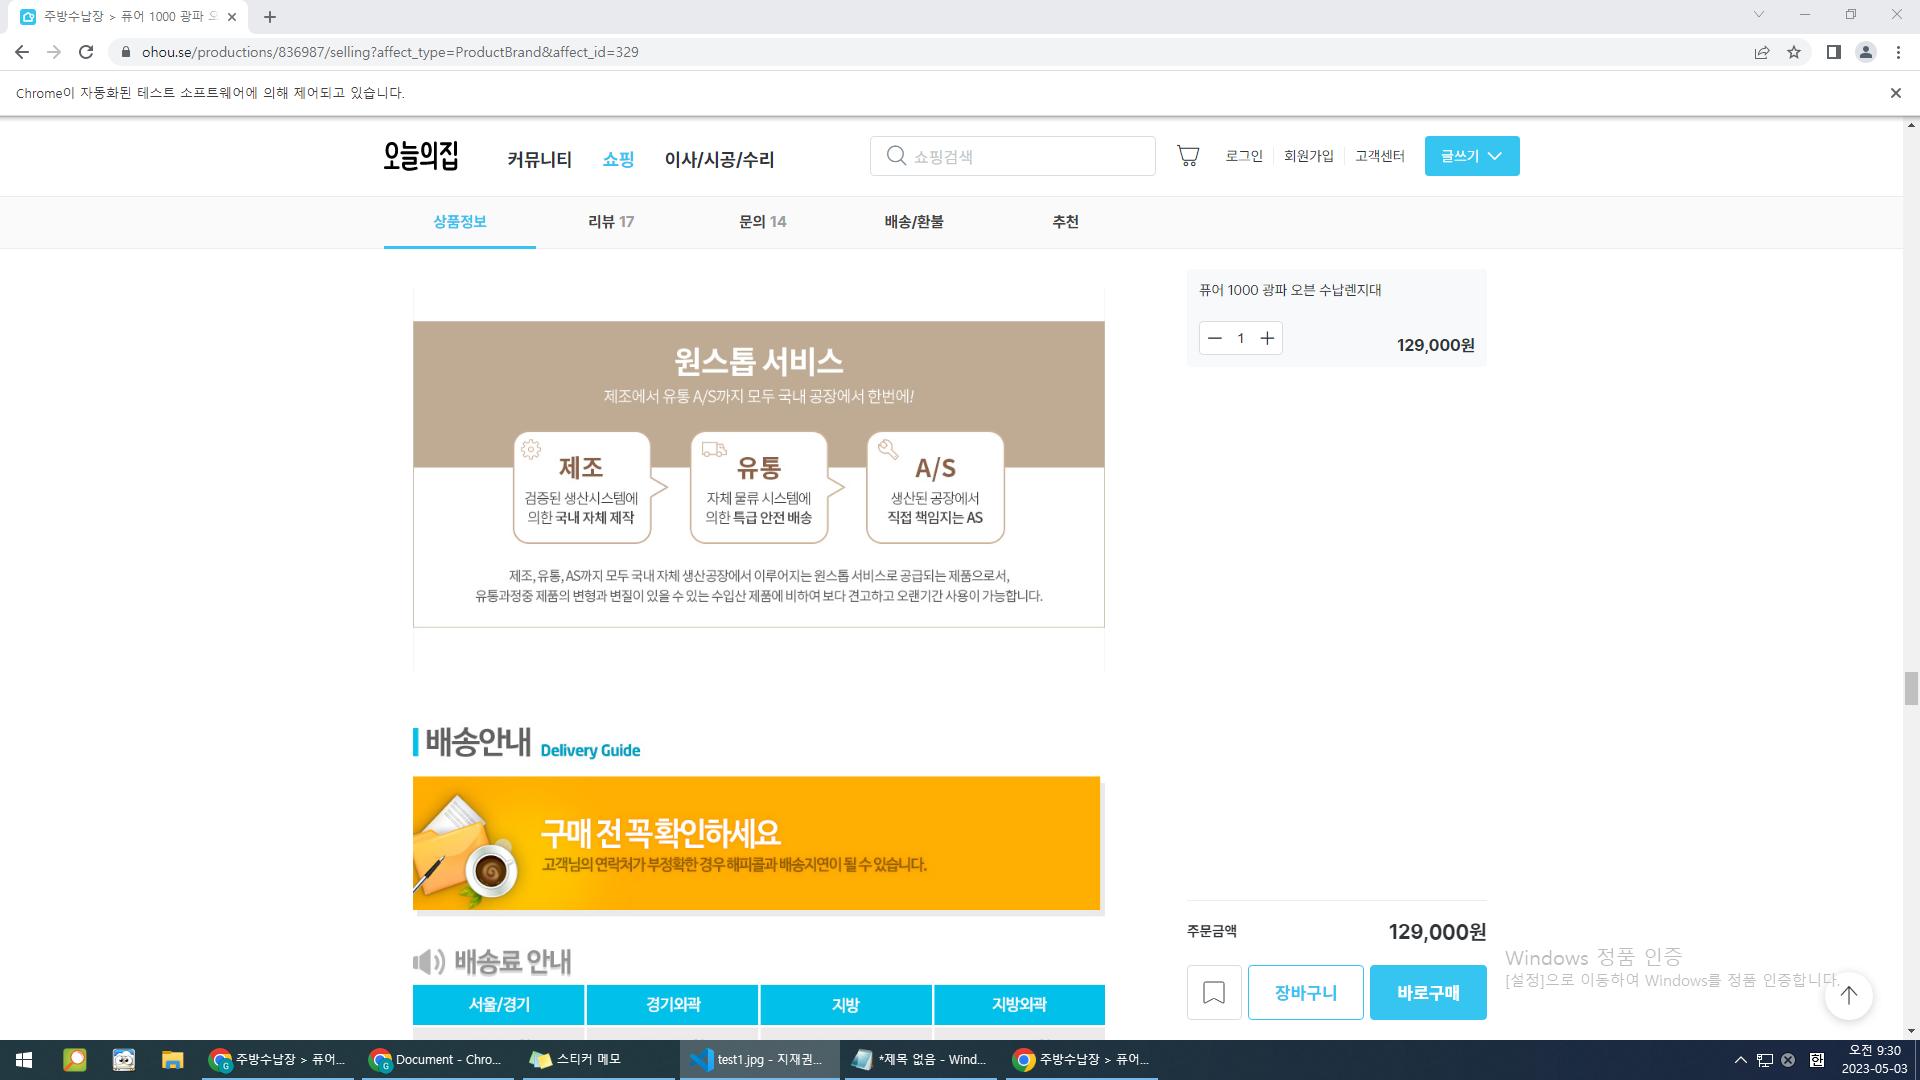 주방수납장 > 퓨어 1000 광파 오
ohou.se/productions/836987/selling?affect_type=ProductBrand&affect_id=329
Chrome이 자동화된 테스트 소프트웨어에 의해 제어되고 있습니다.
오늘의집
커뮤니티
쇼핑
이사/시공/수리
쇼핑검색
로그인
회원가입
고객센터
글쓰기
상품정보
리뷰 17
문의 14
배송/환불
추천
퓨어 1000 광파 오븐 수납렌지대
1
129,000원
원스톱 서비스
제조에서 유통 A/S까지 모두 국내 공장에서 한번에!
제조
검증된 생산시스템에
의한 국내 자체 제작
유통
자체 물류 시스템에
의한 특급 안전 배송
A/S
생산된 공장에서
직접 책임지는 AS
제조, 유통, AS까지 모두 국내 자체 생산공장에서 이루어지는 원스톱 서비스로 공급되는 제품으로서,
유통과정중 제품의 변형과 변질이 있을 수 있는 수입산 제품에 비하여 보다 견고하고 오랜기간 사용이 가능합니다.
배송안내 Delivery Guide
구매 전 꼭 확인하세요
고객님의 연락처가 부정확한 경우 해피콜과 배송지연이 될 수 있습니다.
배송료 안내
서울/경기
경기외곽
지방
지방외곽
주문금액
129,000원
장바구니
바로구매
Windows 정품 인증
[설정]으로 이동하여 Windows를 정품 인증합니다.
주방수납장 > 퓨어...
Document - Chro...
스티커 메모
test1.jpg - 지재권...
*제목 없음 - Wind...
주방수납장 > 퓨어...
한
오전 9:30
2023-05-03